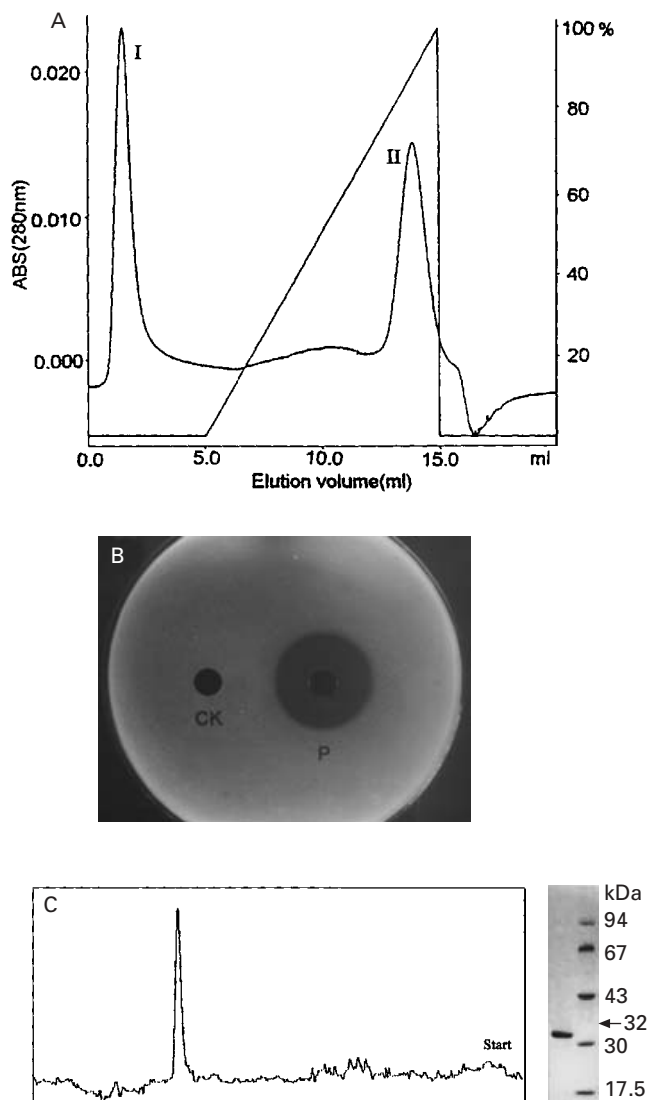 A
I
II
0.020
0.010
0.000
ABS(280nm)
100 %
80
60
40
20
0.0 5.0 10.0 15.0 ml
Elution volume(ml)
B
CK
P
C
Start
kDa
94
67
43
32
30
17.5